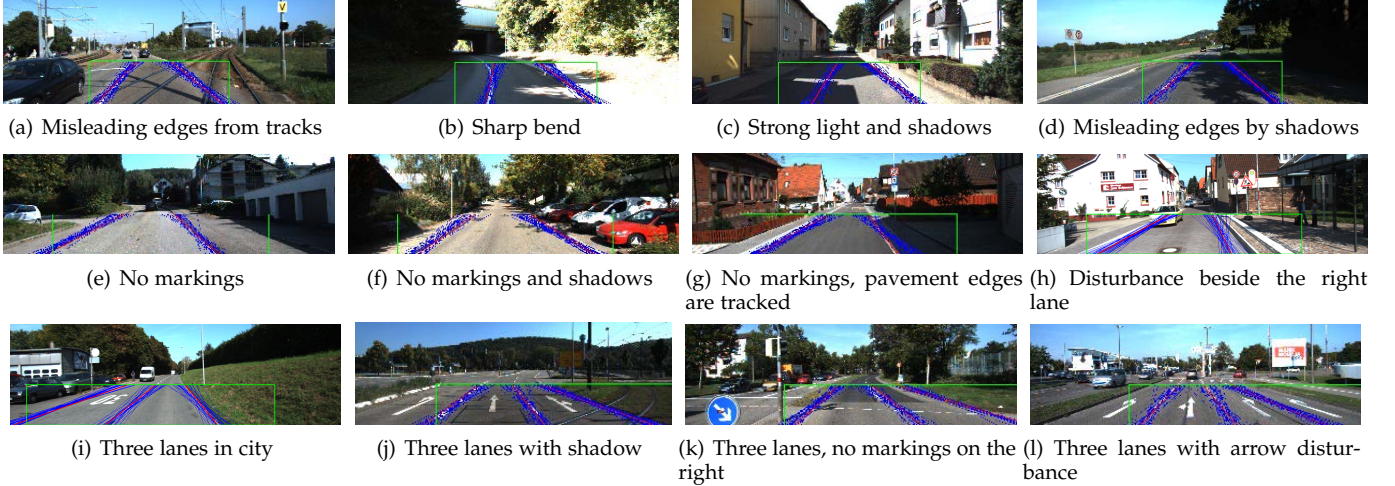 V
(a) Misleading edges from tracks
(b) Sharp bend
(c) Strong light and shadows
(d) Misleading edges by shadows
(e) No markings
(f) No markings and shadows
(g) No markings, pavement edges
are tracked
(h) Disturbance beside the right
lane
(i) Three lanes in city
(j) Three lanes with shadow
(k) Three lanes, no markings on the
right
(l) Three lanes with arrow distur-
bance